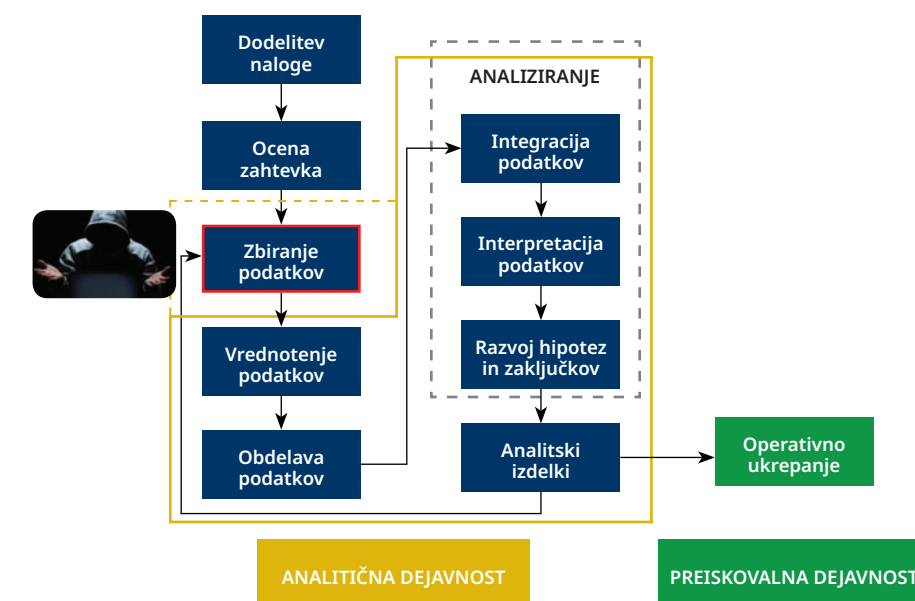 Dodelitev
naloge
Ocena
zahtevka
Zbiranje
podatkov
Vrednotenje
podatkov
Obdelava
podatkov
ANALIZIRANJE
Integracija
podatkov
Interpretacija
podatkov
Razvoj hipotez
in zaključkov
Analitski
izdelki
Operativno
ukrepanje
ANALITIČNA DEJAVNOST
PREISKOVALNA DEJAVNOST